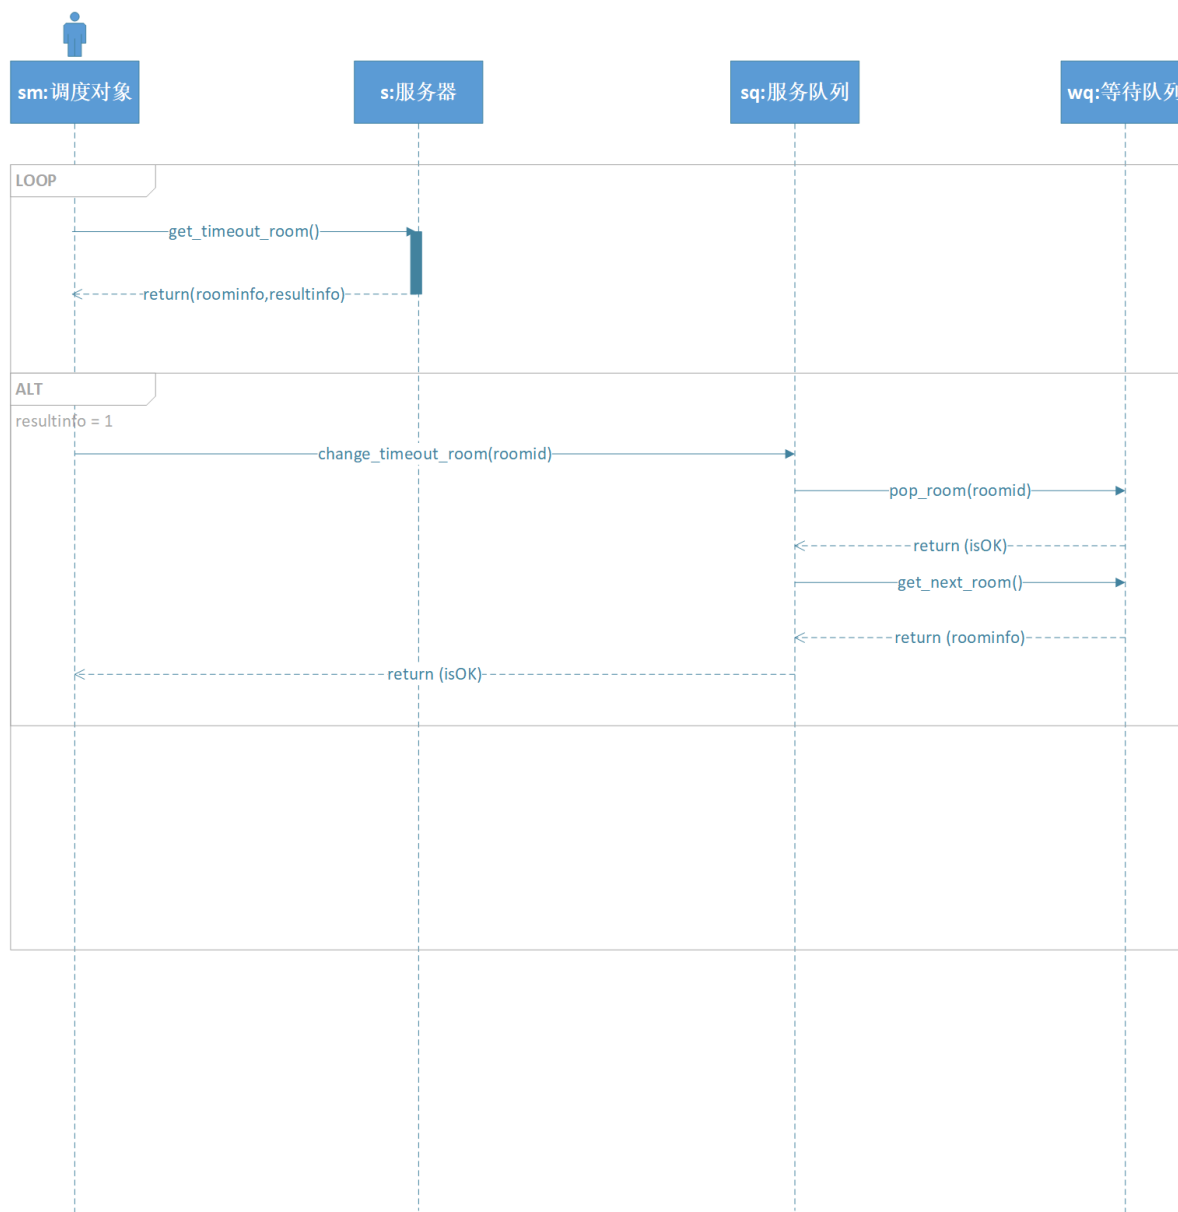 sm:调度对象
s:服务器
sq:服务队列
wq:等待队列
LOOP
get_timeout_room()
return(roominfo,resultinfo)
ALT
resultinfo = 1
change_timeout_room(roomid)
pop_room(roomid)
return (isOK)
get_next_room()
return (roominfo)
return (isOK)